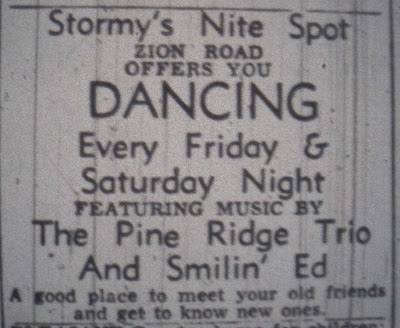 Stormy's Nite Spot
ZION ROAD
OFFERS YOU
DANCING
Every Friday &
Saturday Night
FEATURING MUSIC BY
The Pine Ridge Trio
And Smilin' Ed
A good place to meet your old friends
and get to know new ones.